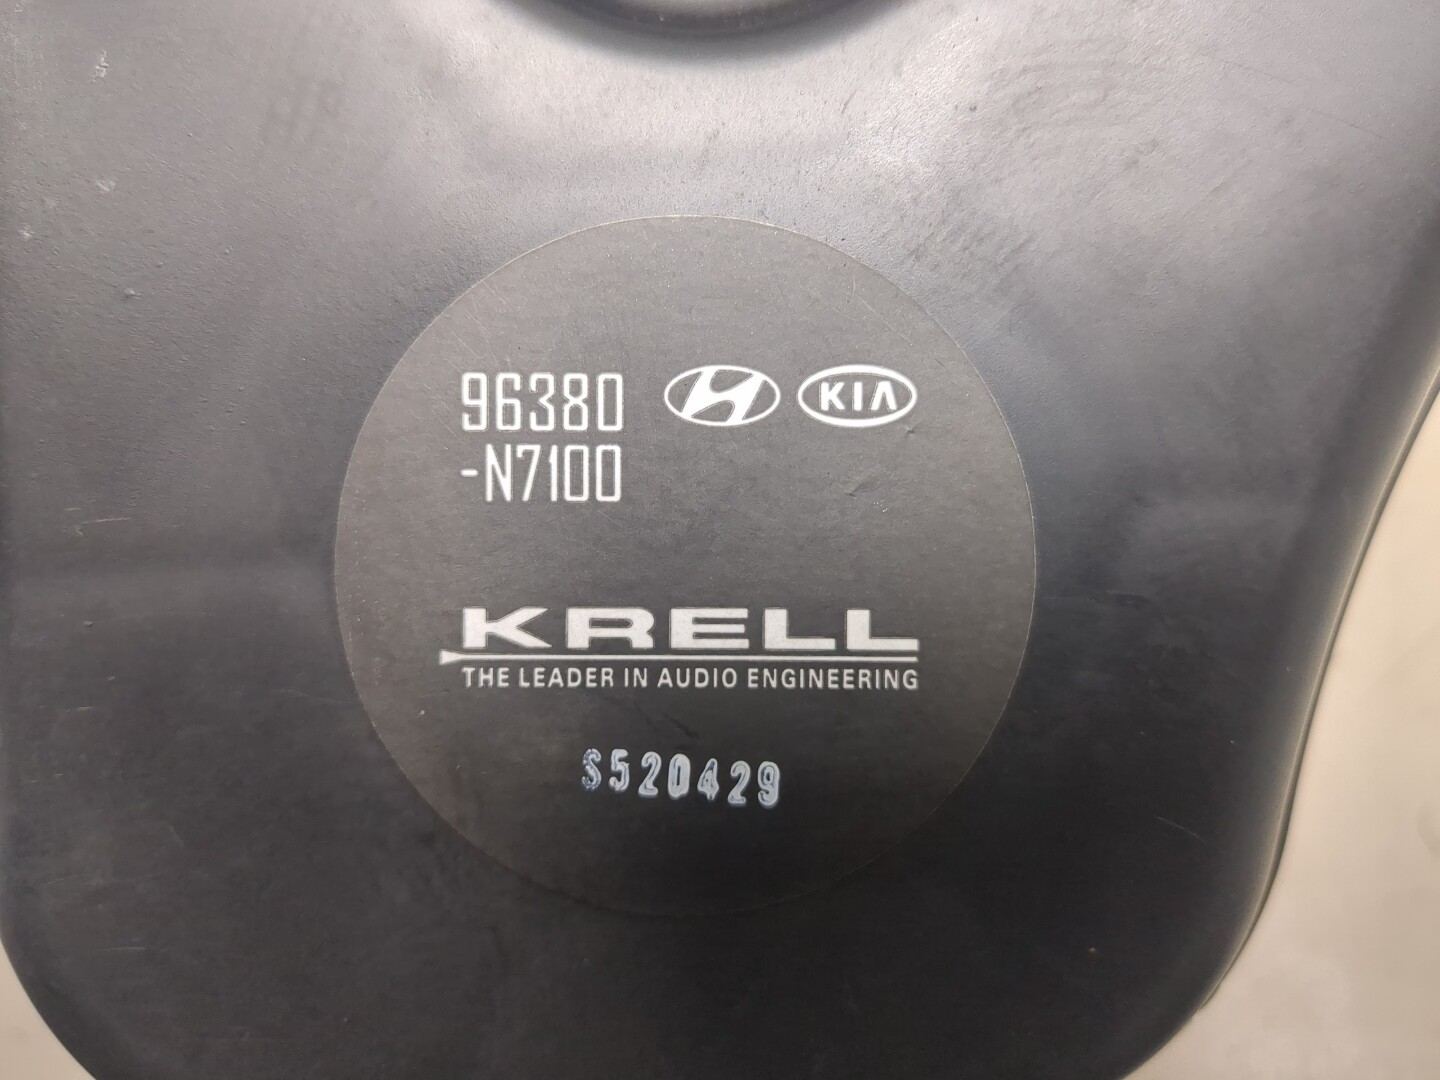 96380
-N7100
KIA
KRELL
THE LEADER IN AUDIO ENGINEERING
S520429